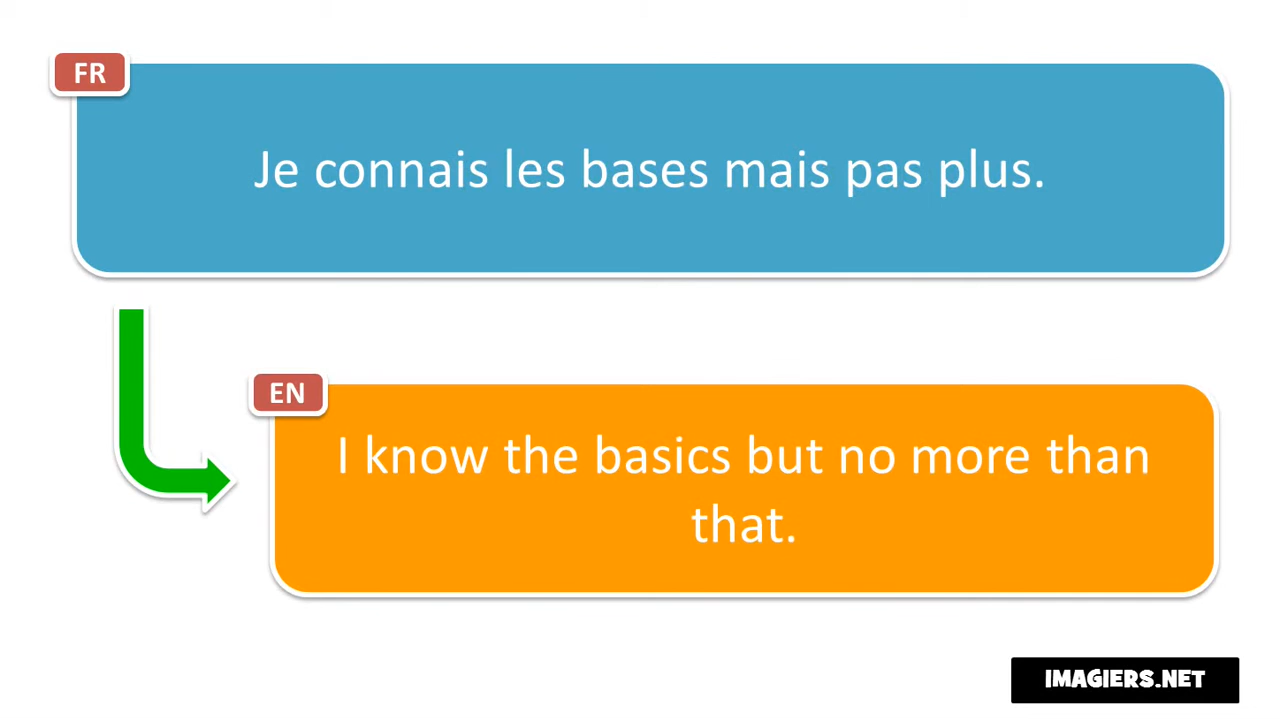 FR
Je connais les bases mais pas plus.
EN
I know the basics but no more than
that.
IMAGIERS.NET